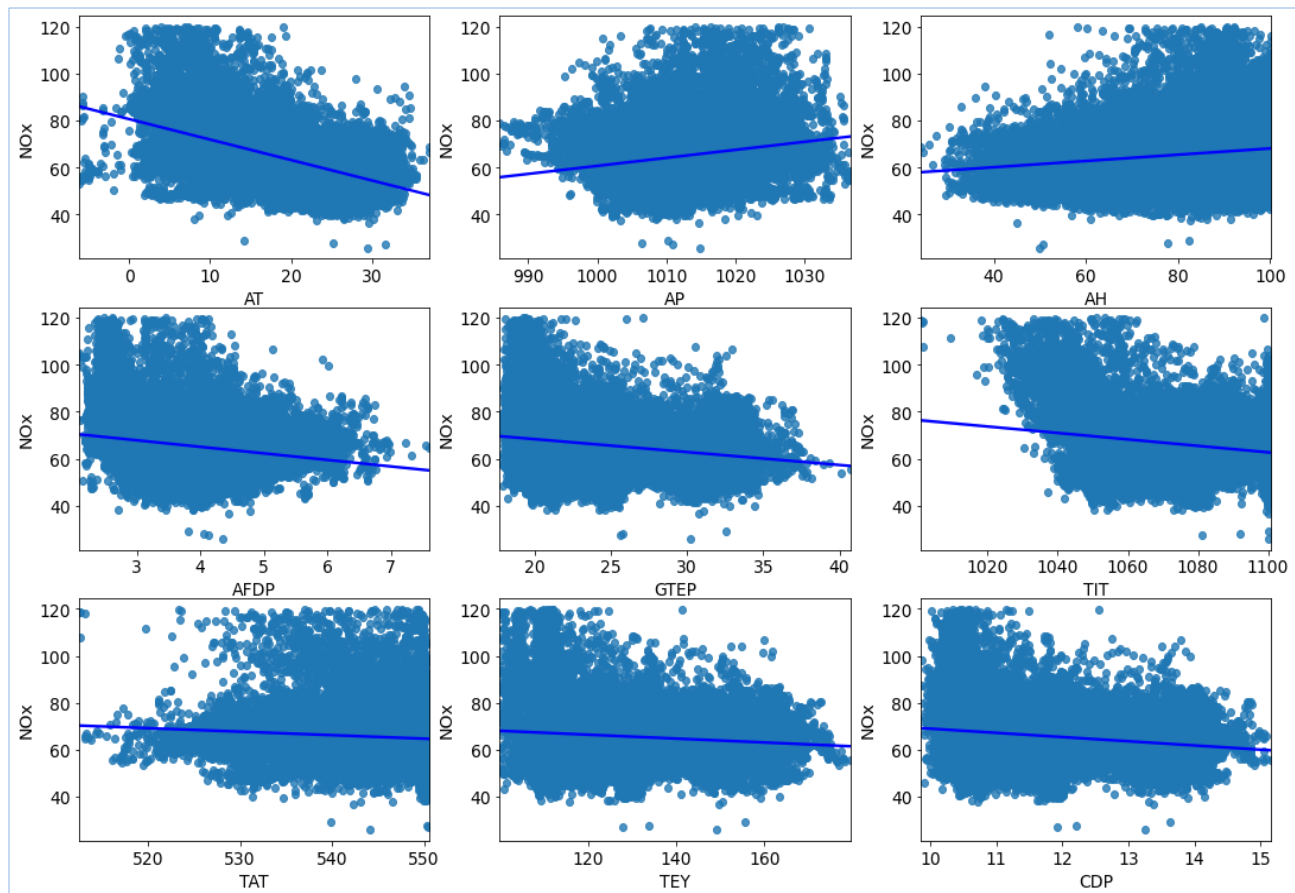 120
100
80
60
40
NOx
0 10 20 30
AT
120
100
80
60
40
NOx
990 1000 1010 1020 1030
AP
120
100
80
60
40
NOx
40 60 80 100
AH
120
100
80
60
40
NOx
3 4 5 6 7
AFDP
120
100
80
60
40
NOx
20 25 30 35 40
GTEP
120
100
80
60
40
NOx
1020 1040 1060 1080 1100
TIT
120
100
80
60
40
NOx
520 530 540 550
TAT
120
100
80
60
40
NOx
120 140 160
TEY
120
100
80
60
40
NOx
10 11 12 13 14 15
CDP